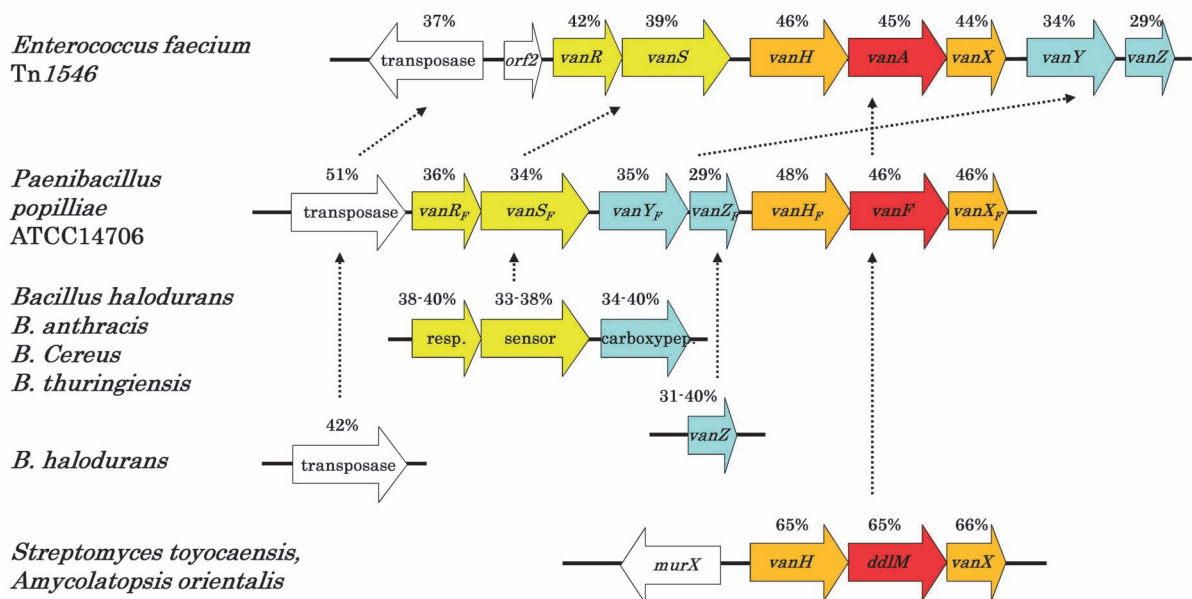 37% 42% 39% 46% 45% 44% 34% 29%
Enterococcus faecium
Tn1546
transposase orf2 vanR vanS vanH vanA vanX vanY vanZ
51% 36% 34% 35% 29% 48% 46% 46%
Paenibacillus
popilliae
ATCC14706
transposase vanRF vanSF vanYF vanZF vanHF vanF vanXF
Bacillus halodurans
B. anthracis
B. Cereus
B. thuringiensis
38-40% 33-38% 34-40%
resp. sensor carboxypep.
31-40%
vanZ
42%
B. halodurans
transposase
65% 65% 66%
Streptomyces toyocaensis,
Amycolatopsis orientalis
murX vanH ddlM vanX